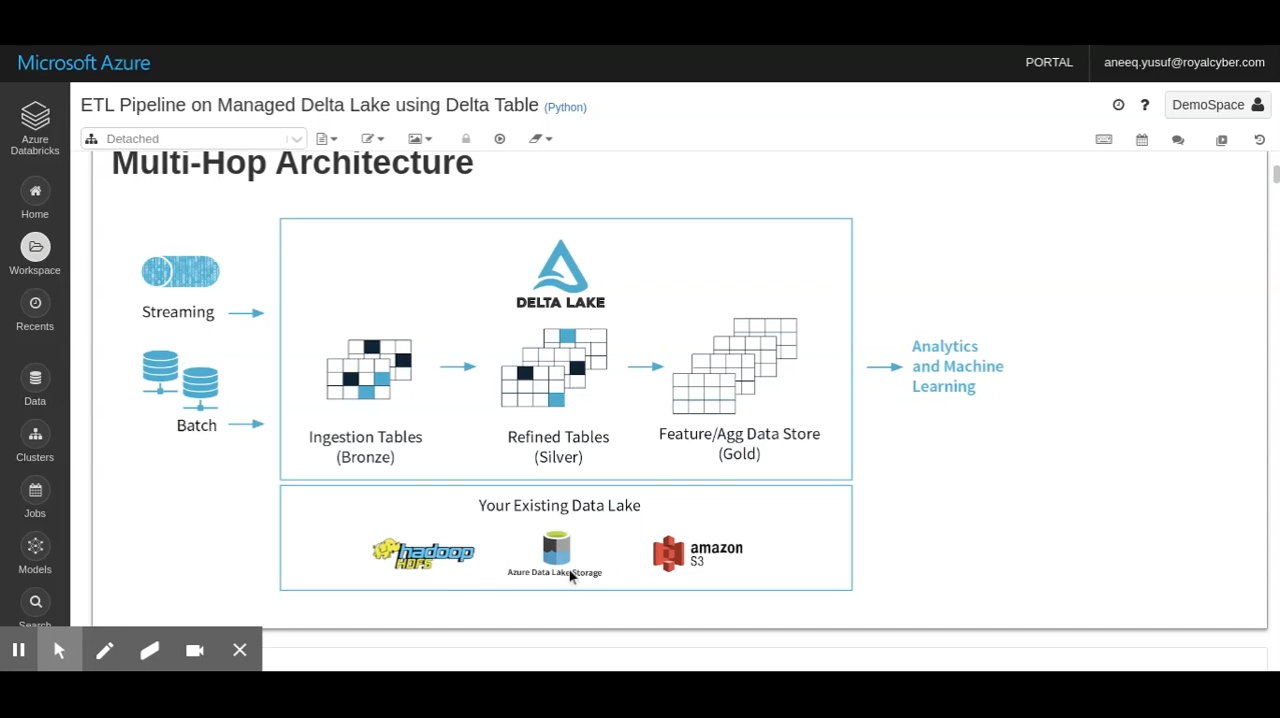 Microsoft Azure
PORTAL
aneeq.yusuf@royalcyber.com
Azure
Databricks
Home
Workspace
Recents
Data
Clusters
Jobs
Models
Search
ETL Pipeline on Managed Delta Lake using Delta Table (Python)
?
DemoSpace
Detached
Multi-Hop Architecture
Streaming
Batch
DELTA LAKE
Ingestion Tables
(Bronze)
Refined Tables
(Silver)
Feature/Agg Data Store
(Gold)
Analytics
and Machine
Learning
Your Existing Data Lake
hadoop
HDFS
Azure Data Lake Storage
amazon
S3